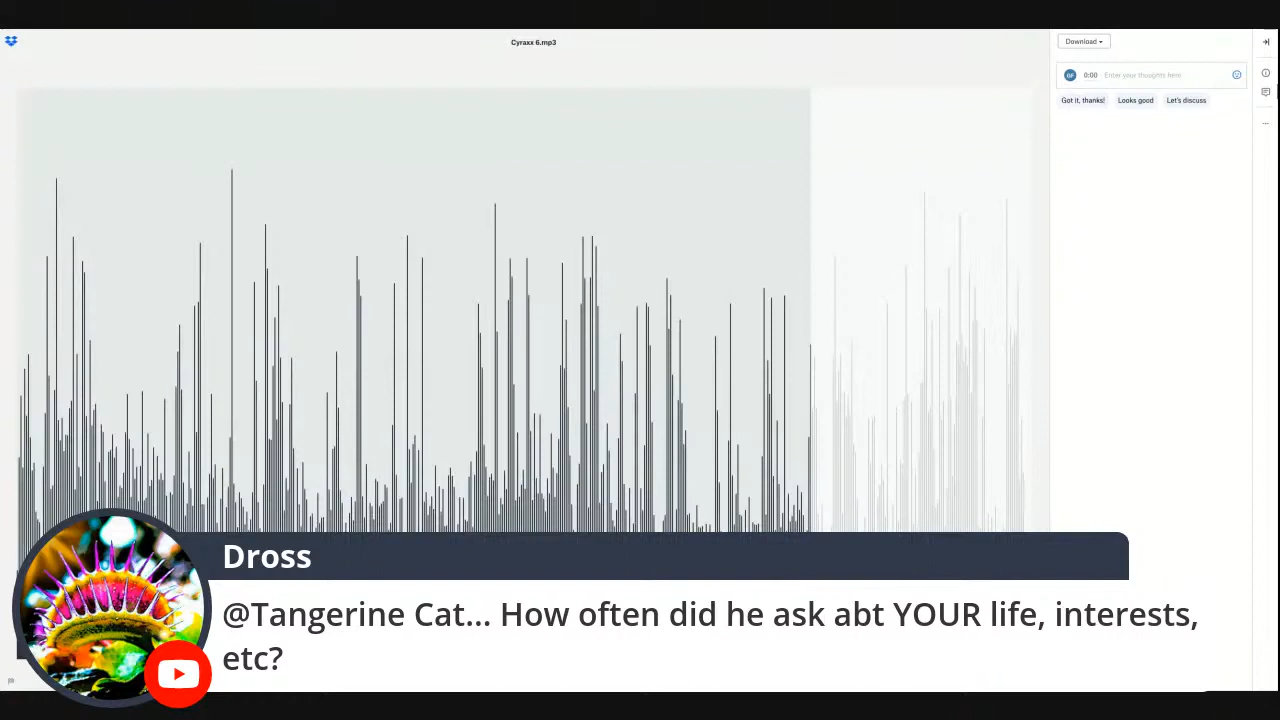 Cyraxx 6.mp3
Download
GF
0:00
Enter your thoughts here
Got it, thanks!
Looks good
Let's discuss
Dross
@Tangerine Cat... How often did he ask abt YOUR life, interests,
etc?